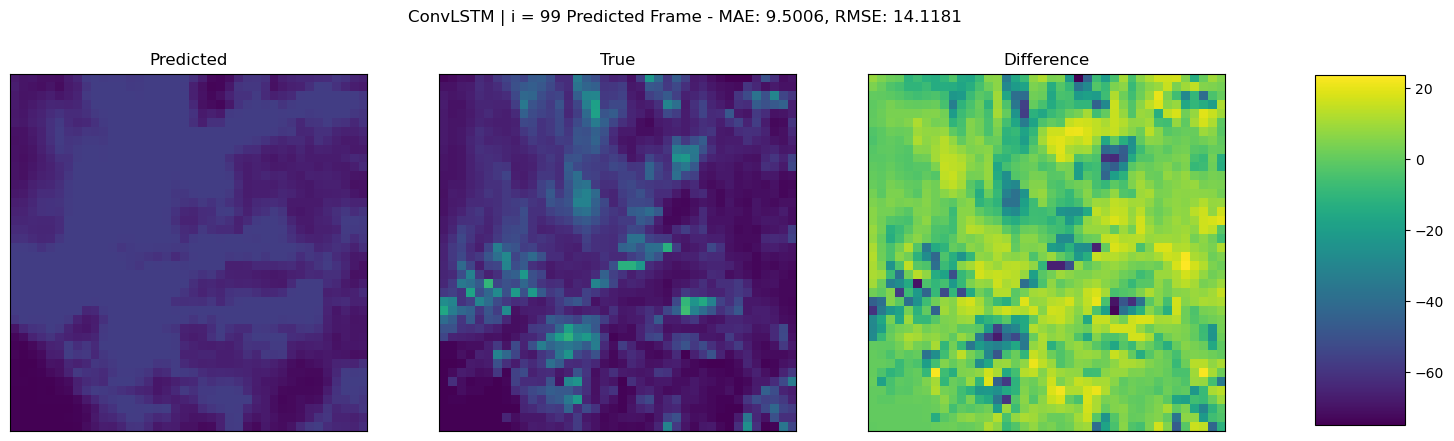 ConvLSTM | i = 99 Predicted Frame - MAE: 9.5006, RMSE: 14.1181
Predicted
True
Difference
20
0
−20
−40
−60